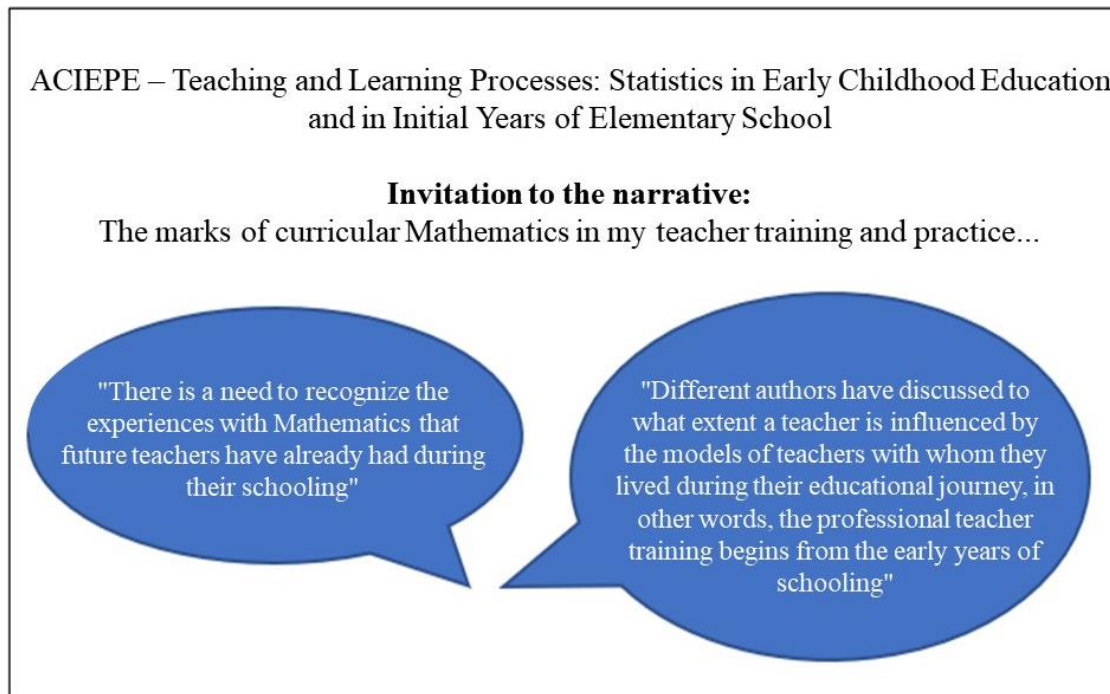 ACIEPE – Teaching and Learning Processes: Statistics in Early Childhood Education
and in Initial Years of Elementary School
Invitation to the narrative:
The marks of curricular Mathematics in my teacher training and practice...
"There is a need to recognize the
experiences with Mathematics that
future teachers have already had during
their schooling"
"Different authors have discussed to
what extent a teacher is influenced by
the models of teachers with whom they
lived during their educational journey, in
other words, the professional teacher
training begins from the early years of
schooling"